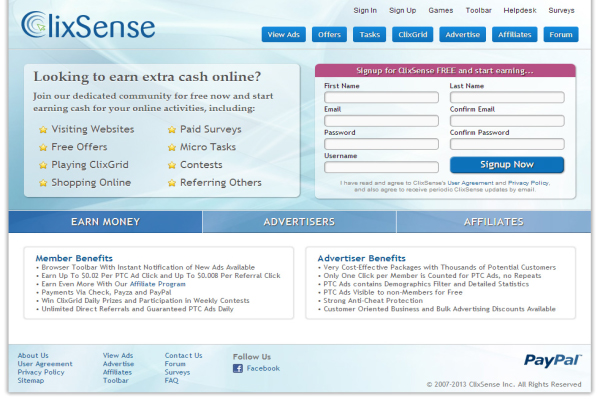 ClixSense
Sign In Sign Up Games Toolbar Helpdesk Surveys
View Ads Offers Tasks ClixGrid Advertise Affiliates Forum
Looking to earn extra cash online?
Join our dedicated community for free now and start
earning cash for your online activities, including:
Visiting Websites
Free Offers
Playing ClixGrid
Shopping Online
Paid Surveys
Micro Tasks
Contests
Referring Others
Signup for ClixSense FREE and start earning...
First Name Last Name
Email Confirm Email
Password Confirm Password
Username
Signup Now
I have read and agree to ClixSense's User Agreement and Privacy Policy,
and also agree to receive periodic ClixSense updates by email.
EARN MONEY ADVERTISERS AFFILIATES
Member Benefits
• Browser Toolbar With Instant Notification of New Ads Available
• Earn Up To $0.02 Per PTC Ad Click and Up To $0.008 Per Referral Click
• Earn Even More With Our Affiliate Program
• Payments Via Check, Payza and PayPal
• Win ClixGrid Daily Prizes and Participation in Weekly Contests
• Unlimited Direct Referrals and Guaranteed PTC Ads Daily
Advertiser Benefits
• Very Cost-Effective Packages with Thousands of Potential Customers
• Only One Click per Member is Counted for PTC Ads, no Repeats
• PTC Ads contains Demographics Filter and Detailed Statistics
• PTC Ads Visible to non-Members for Free
• Strong Anti-Cheat Protection
• Customer Oriented Business and Bulk Advertising Discounts Available
About Us
User Agreement
Privacy Policy
Sitemap
View Ads
Advertise
Affiliates
Toolbar
Contact Us
Forum
Surveys
FAQ
Follow Us
Facebook
PayPal
© 2007-2013 ClixSense Inc. All Rights Reserved